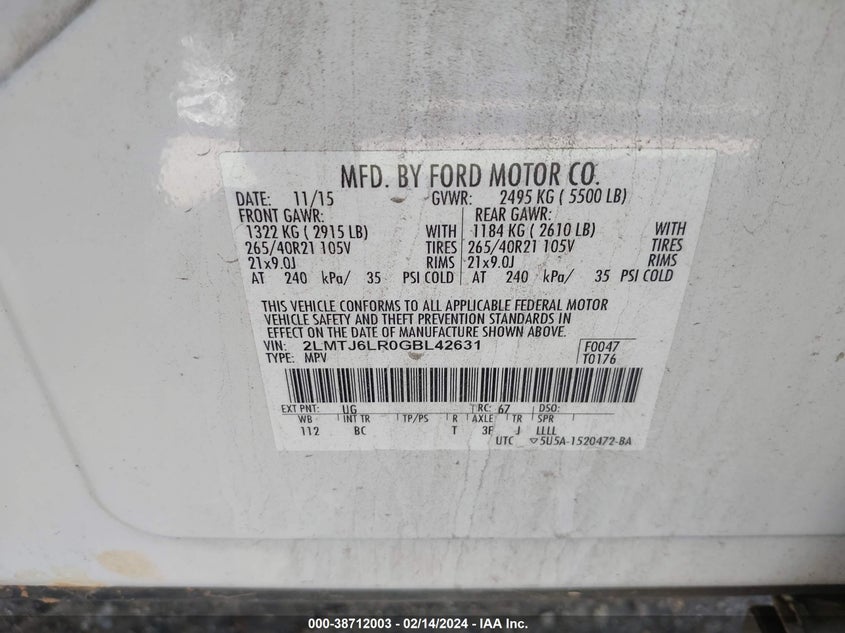 MFD. BY FORD MOTOR CO.
DATE: 11/15 GVWR: 2495 KG ( 5500 LB)
FRONT GAWR: REAR GAWR:
1322 KG ( 2915 LB) WITH 1184 KG ( 2610 LB) WITH
265/40R21 105V TIRES 265/40R21 105V TIRES
21x9.0J RIMS 21x9.0J RIMS
AT 240 kPa/ 35 PSI COLD AT 240 kPa/ 35 PSI COLD
THIS VEHICLE CONFORMS TO ALL APPLICABLE FEDERAL MOTOR
VEHICLE SAFETY AND THEFT PREVENTION STANDARDS IN
EFFECT ON THE DATE OF MANUFACTURE SHOWN ABOVE.
VIN: 2LMTJ6LR0GBL42631 F0047
TYPE: MPV T0176
EXT PNT: UG RC: 67 DSO:
WB INT TR TP/PS R AXLE TR SPR
112 BC T 3F J LLLL
UTC ▽5U5A-1520472-BA
000-38712003 - 02/14/2024 - IAA Inc.